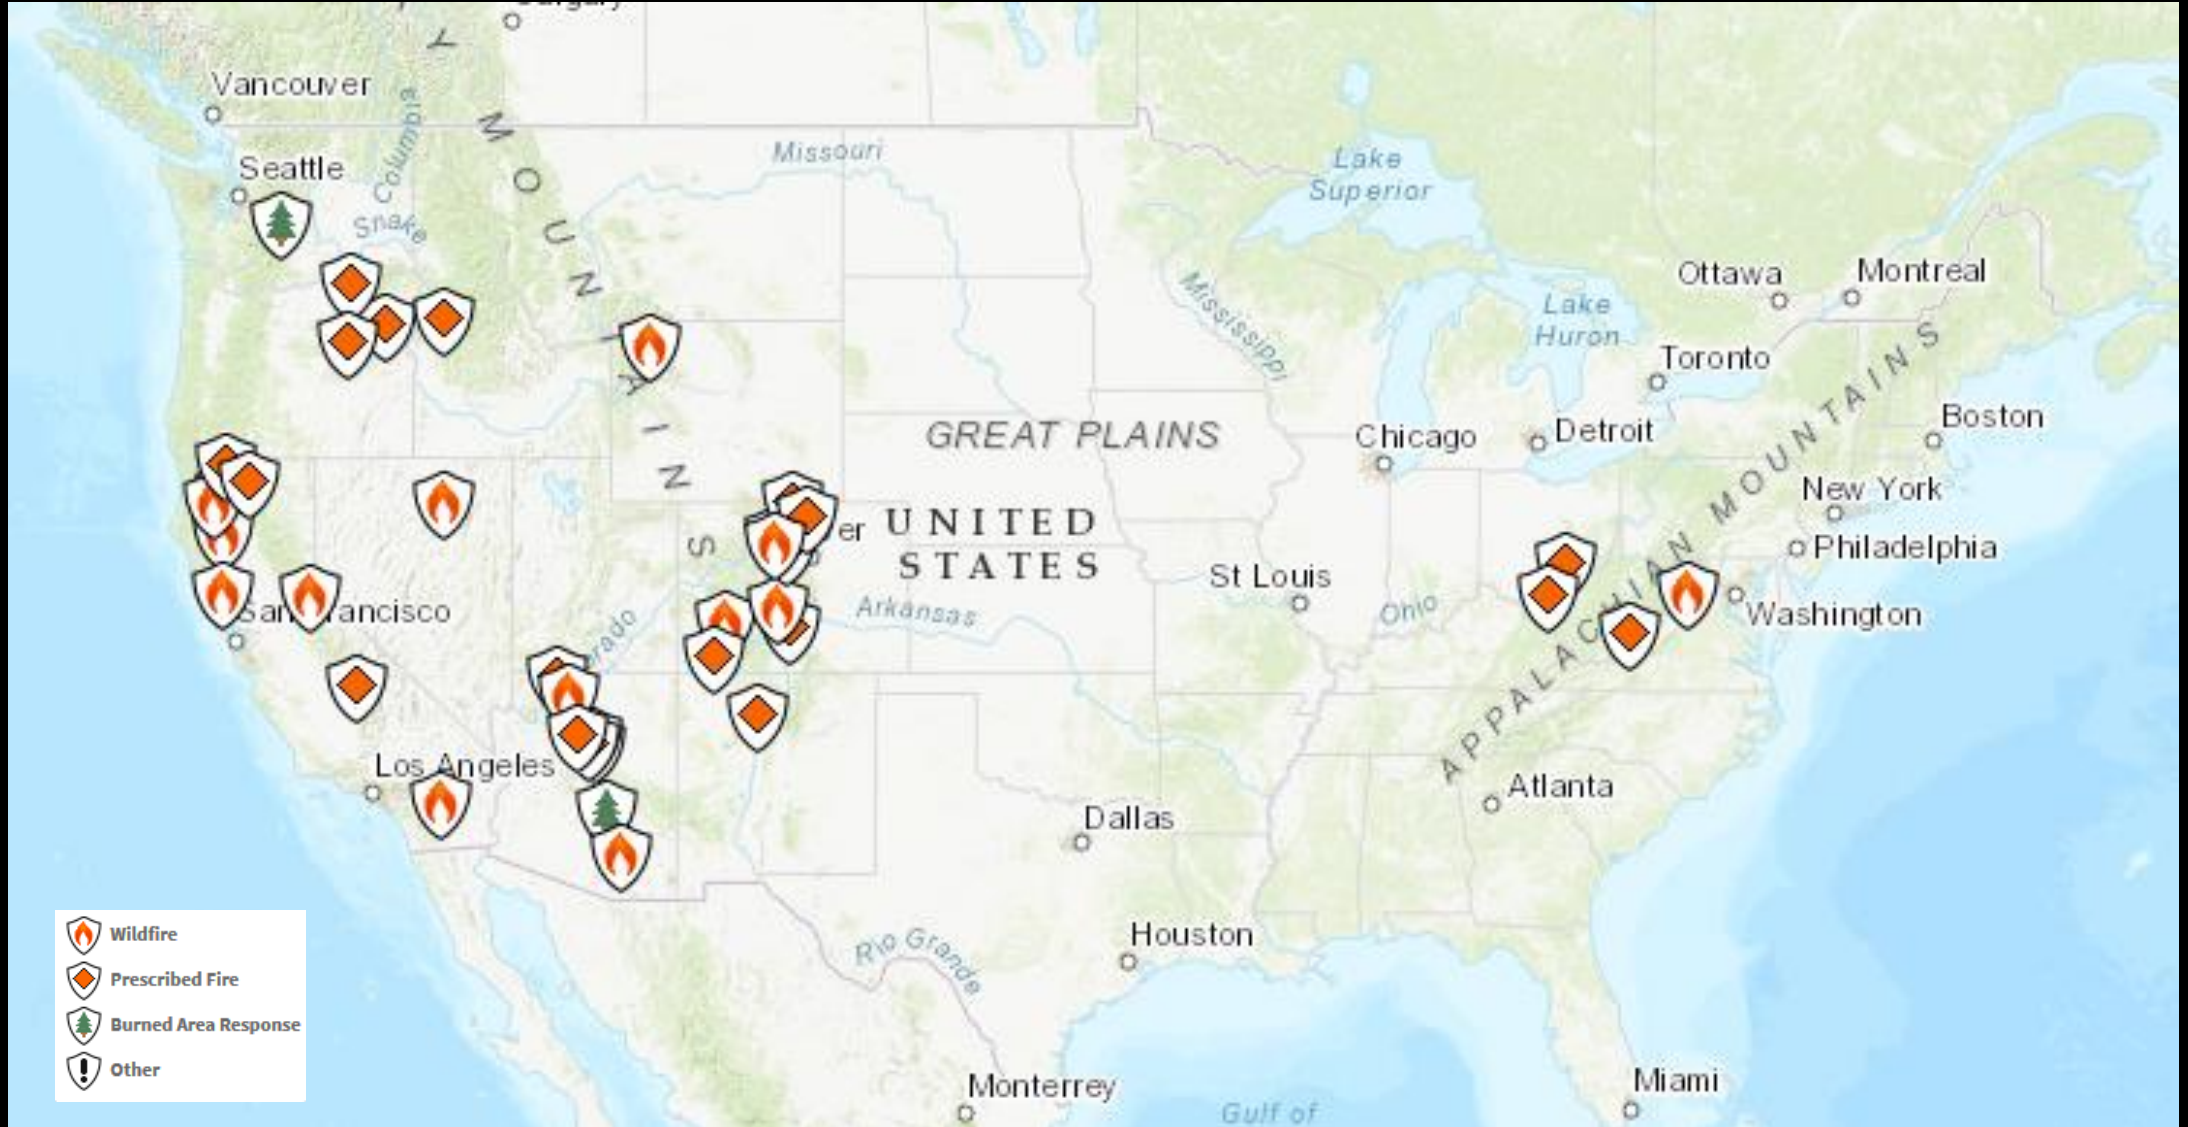 Vancouver
Columbia
Seattle
Snake
Missouri
MOUNTAINS
Lake
Superior
Mississippi
Lake
Huron
Ottawa
Montreal
Toronto
Boston
GREAT PLAINS
Chicago
Detroit
New York
Philadelphia
UNITED
STATES
St Louis
Ohio
Washington
APPALACHIAN MOUNTAINS
Arkansas
Los Angeles
Atlanta
Dallas
Houston
Rio Grande
Monterrey
Miami
Gulf of
Wildfire
Prescribed Fire
Burned Area Response
Other